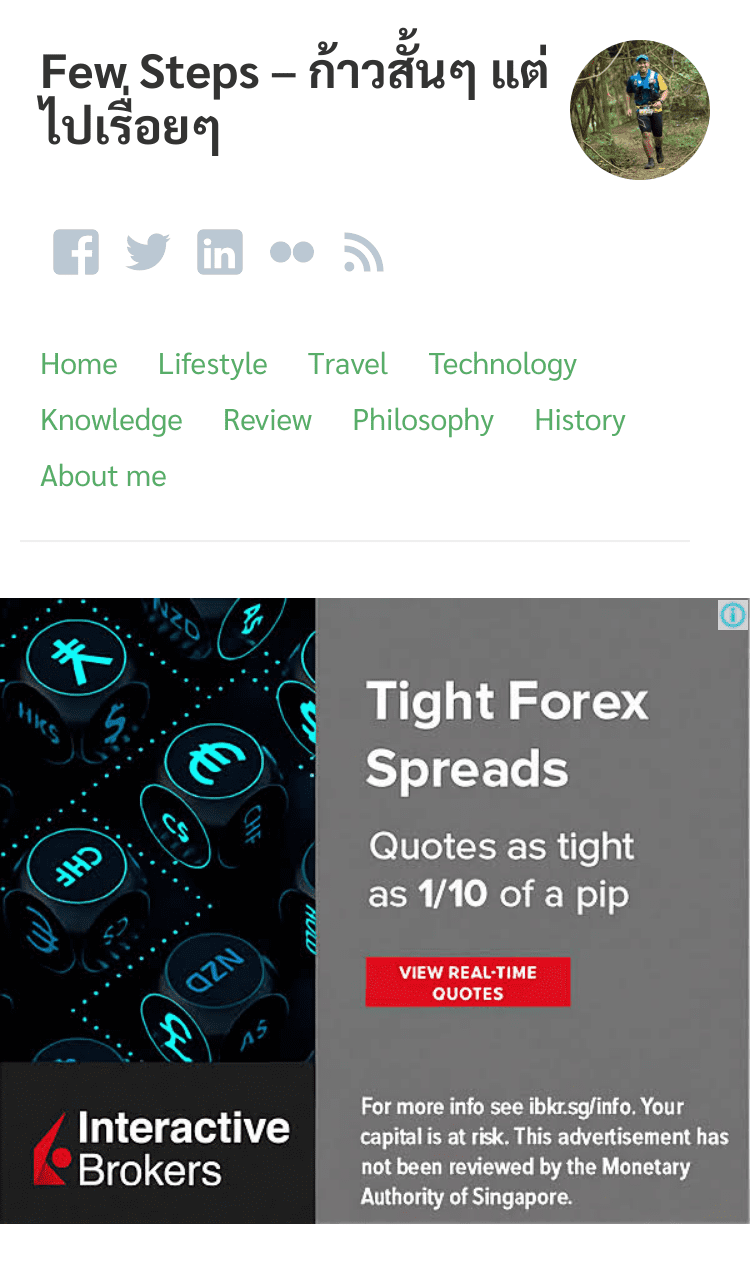 Few Steps – ก้าวสั้นๆ แต่
ไปเรื่อยๆ
Home Lifestyle Travel Technology
Knowledge Review Philosophy History
About me
NZD
A$
HK$
$
€
C$
CHF
CHF
C$
NZD
£
A$
Tight Forex
Spreads
Quotes as tight
as 1/10 of a pip
VIEW REAL-TIME
QUOTES
Interactive
Brokers
For more info see ibkr.sg/info. Your
capital is at risk. This advertisement has
not been reviewed by the Monetary
Authority of Singapore.